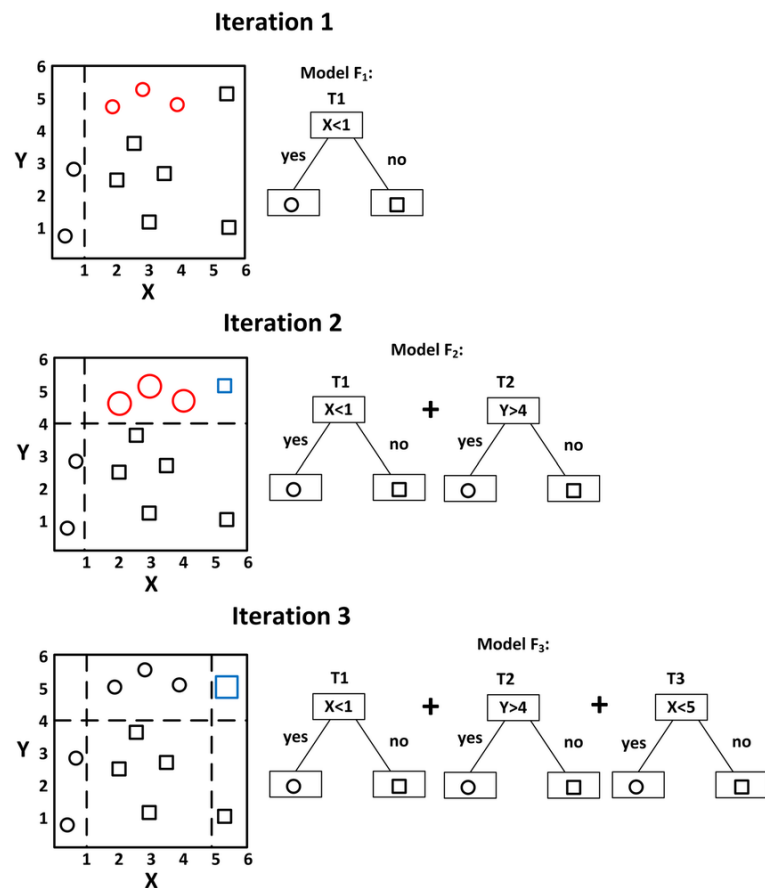 Iteration 1
6
5
4
Y 3
2
1
1 2 3 4 5 6
X
Model F₁:
T1
X<1
yes no
Iteration 2
6
5
4
Y 3
2
1
1 2 3 4 5 6
X
Model F₂:
T1 T2
X<1 + Y>4
yes no yes no
Iteration 3
6
5
4
Y 3
2
1
1 2 3 4 5 6
X
Model F₃:
T1 T2 T3
X<1 + Y>4 + X<5
yes no yes no yes no